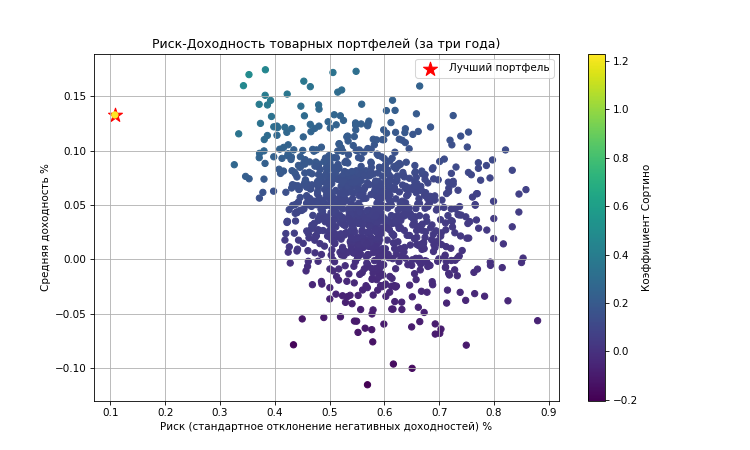 Риск-Доходность товарных портфелей (за три года)
Лучший портфель
Средняя доходность %
0.15
0.10
0.05
0.00
−0.05
−0.10
0.1 0.2 0.3 0.4 0.5 0.6 0.7 0.8 0.9
Риск (стандартное отклонение негативных доходностей) %
1.2
1.0
0.8
0.6
0.4
0.2
0.0
−0.2
Коэффициент Сортино